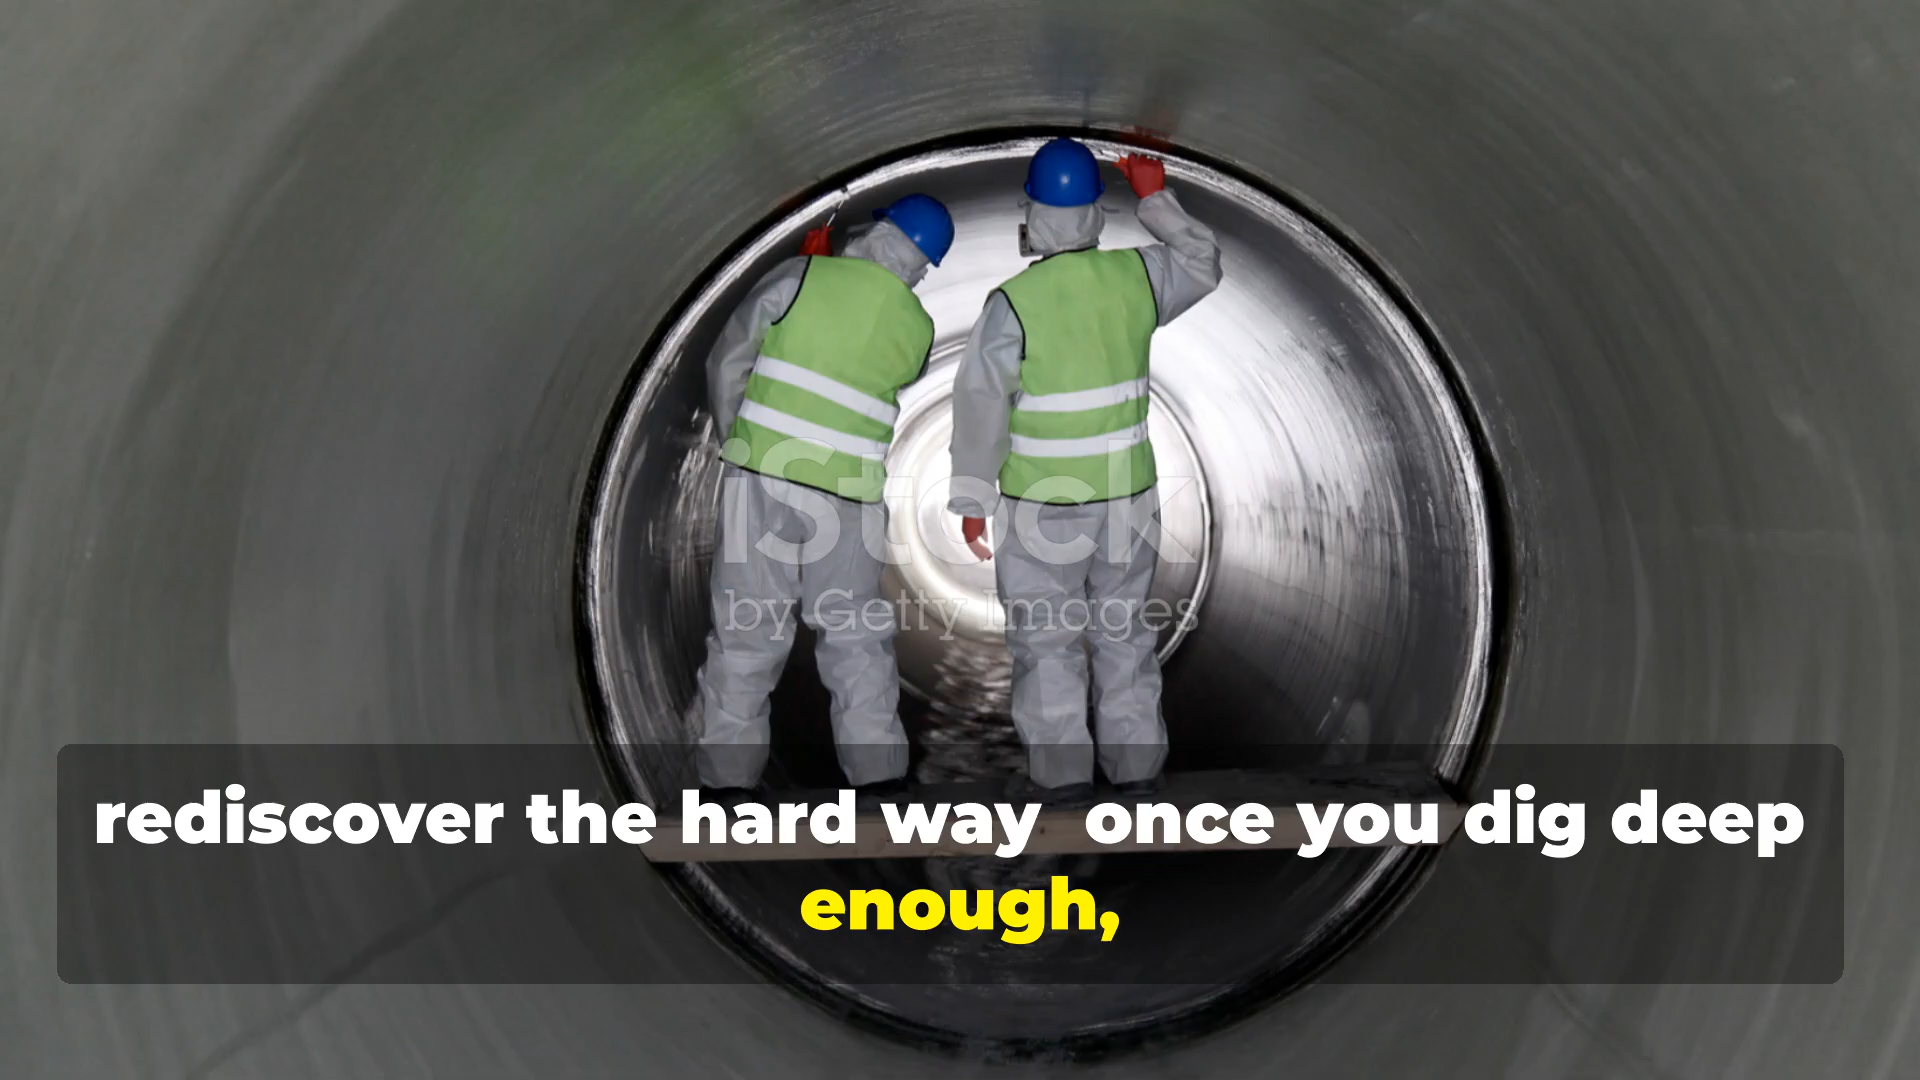 iStock
by Getty Images
rediscover the hard way once you dig deep
enough,